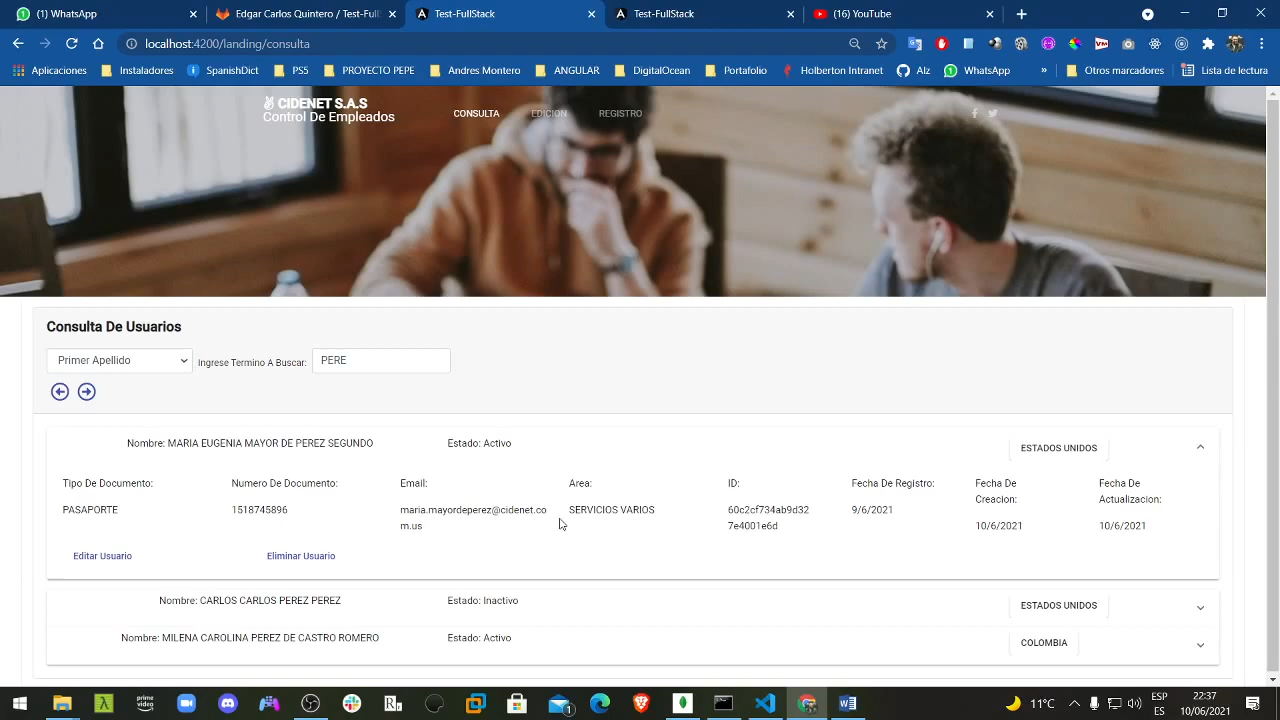 (1) WhatsApp
Edgar Carlos Quintero / Test-Full
Test-FullStack
Test-FullStack
(16) YouTube
localhost:4200/landing/consulta
Aplicaciones
Instaladores
SpanishDict
PS5
PROYECTO PEPE
Andres Montero
ANGULAR
DigitalOcean
Portafolio
Holberton Intranet
Alz
WhatsApp
»
Otros marcadores
Lista de lectura
CIDENET S.A.S
Control De Empleados
CONSULTA
EDICION
REGISTRO
Consulta De Usuarios
Primer Apellido
Ingrese Termino A Buscar:
PERE
Nombre: MARIA EUGENIA MAYOR DE PEREZ SEGUNDO
Estado: Activo
ESTADOS UNIDOS
Tipo De Documento:
PASAPORTE
Numero De Documento:
1518745896
Email:
maria.mayordeperez@cidenet.co
m.us
Area:
SERVICIOS VARIOS
ID:
60c2cf734ab9d32
7e4001e6d
Fecha De Registro:
9/6/2021
Fecha De
Creacion:
10/6/2021
Fecha De
Actualizacion:
10/6/2021
Editar Usuario
Eliminar Usuario
Nombre: CARLOS CARLOS PEREZ PEREZ
Estado: Inactivo
ESTADOS UNIDOS
Nombre: MILENA CAROLINA PEREZ DE CASTRO ROMERO
Estado: Activo
COLOMBIA
prime video
11°C
ESP
ES
22:37
10/06/2021